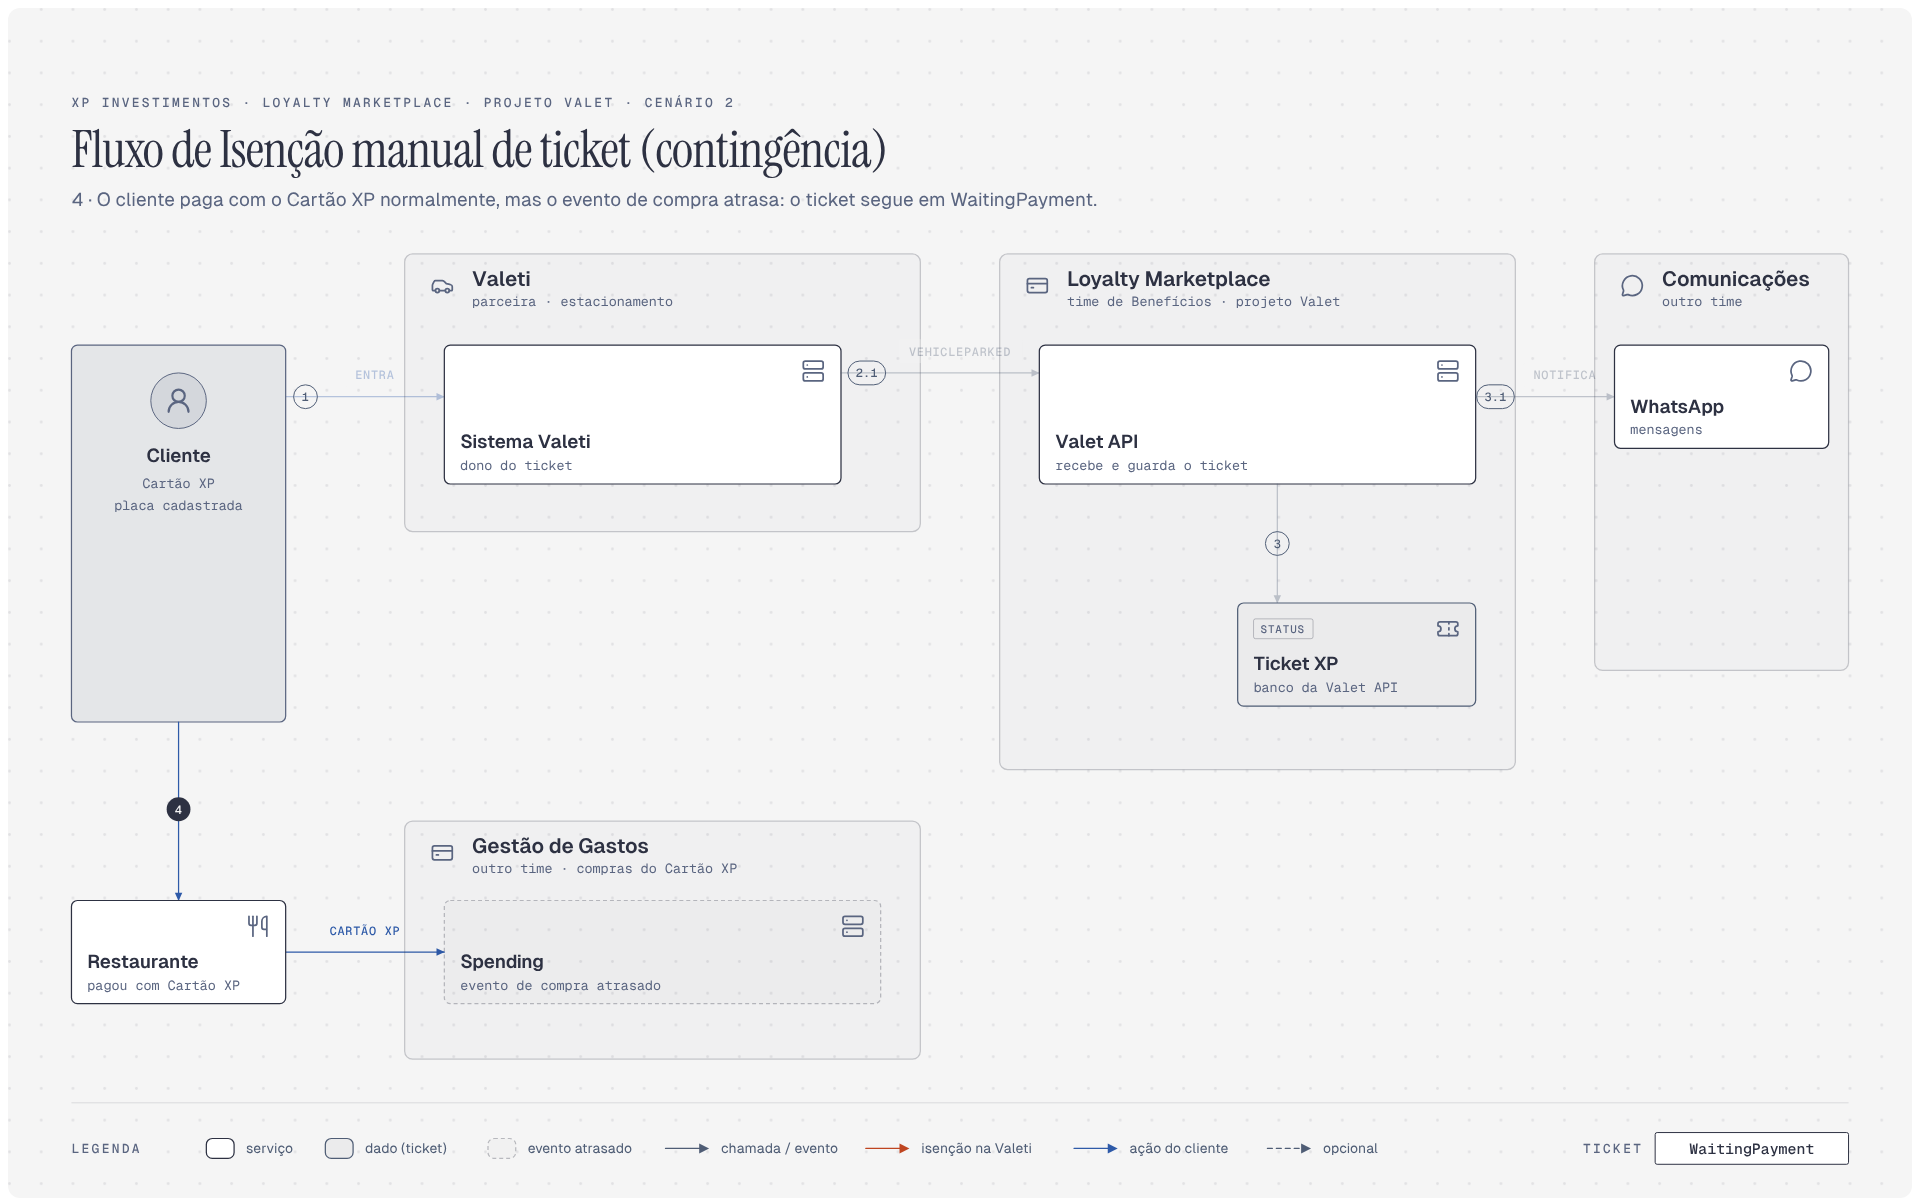 XP INVESTIMENTOS · LOYALTY MARKETPLACE · PROJETO VALET · CENÁRIO 2
Fluxo de Isenção manual de ticket (contingência)
4 · O cliente paga com o Cartão XP normalmente, mas o evento de compra atrasa: o ticket segue em WaitingPayment.
Valeti
parceira · estacionamento
Loyalty Marketplace
time de Benefícios · projeto Valet
Comunicações
outro time
Cliente
Cartão XP
placa cadastrada
1
ENTRA
Sistema Valeti
dono do ticket
2.1
VEHICLEPARKED
Valet API
recebe e guarda o ticket
3.1
NOTIFICA
WhatsApp
mensagens
3
STATUS
Ticket XP
banco da Valet API
4
Gestão de Gastos
outro time · compras do Cartão XP
Restaurante
pagou com Cartão XP
CARTÃO XP
Spending
evento de compra atrasado
LEGENDA
serviço
dado (ticket)
evento atrasado
chamada / evento
isenção na Valeti
ação do cliente
opcional
TICKET
WaitingPayment